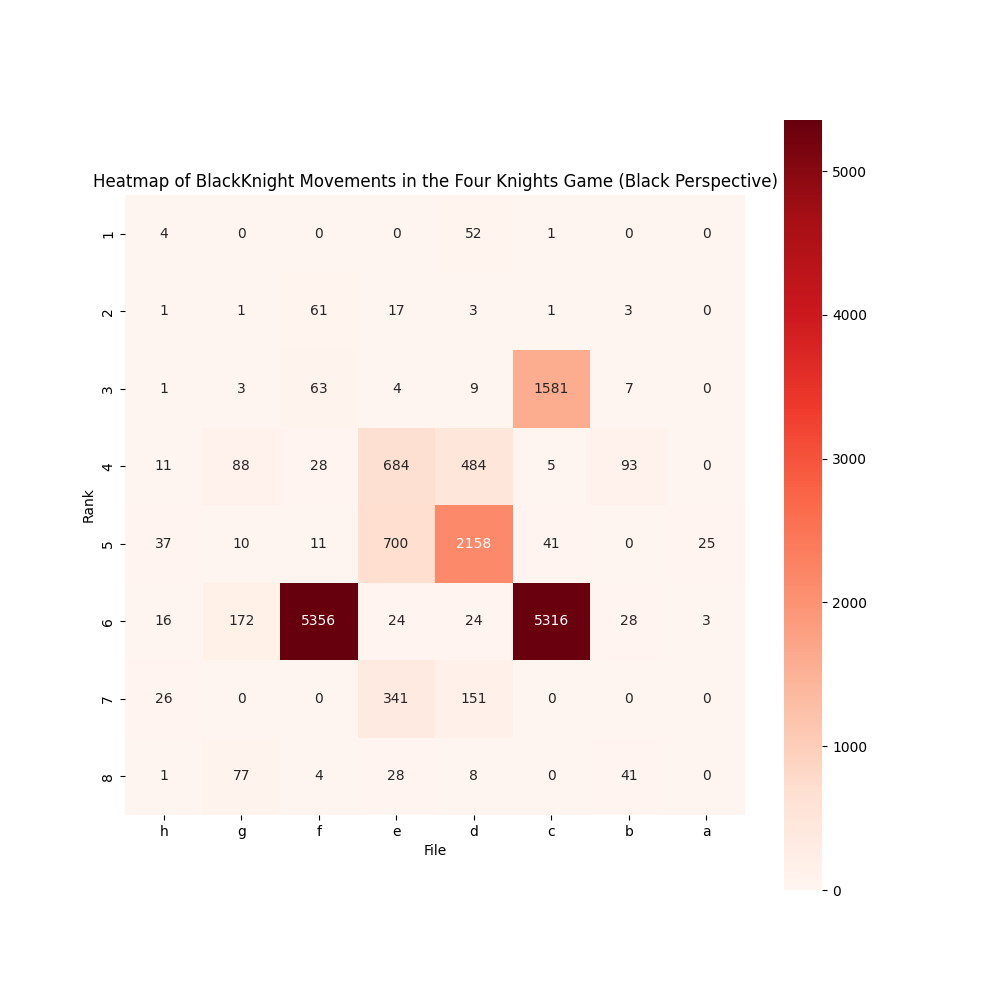 Heatmap of BlackKnight Movements in the Four Knights Game (Black Perspective)
1 4 0 0 0 52 1 0 0
2 1 1 61 17 3 1 3 0
3 1 3 63 4 9 1581 7 0
4 11 88 28 684 484 5 93 0
Rank
5 37 10 11 700 2158 41 0 25
6 16 172 5356 24 24 5316 28 3
7 26 0 0 341 151 0 0 0
8 1 77 4 28 8 0 41 0
h g f e d c b a
File
5000
4000
3000
2000
1000
0